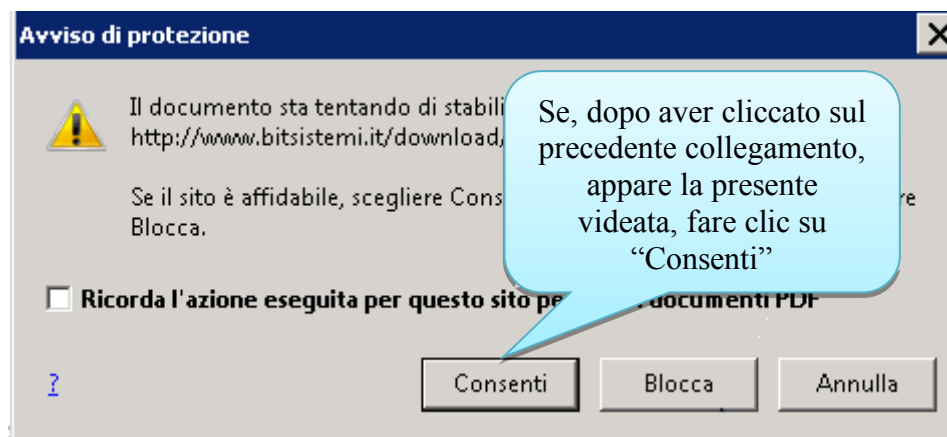 Avviso di protezione
Il documento sta tentando di stabili
http://www.bitsistemi.it/download,
Se il sito è affidabile, scegliere Cons
re
Blocca.
Se, dopo aver cliccato sul
precedente collegamento,
appare la presente
videata, fare clic su
“Consenti”
Ricorda l'azione eseguita per questo sito pe documenti PDF
?
Consenti
Blocca
Annulla